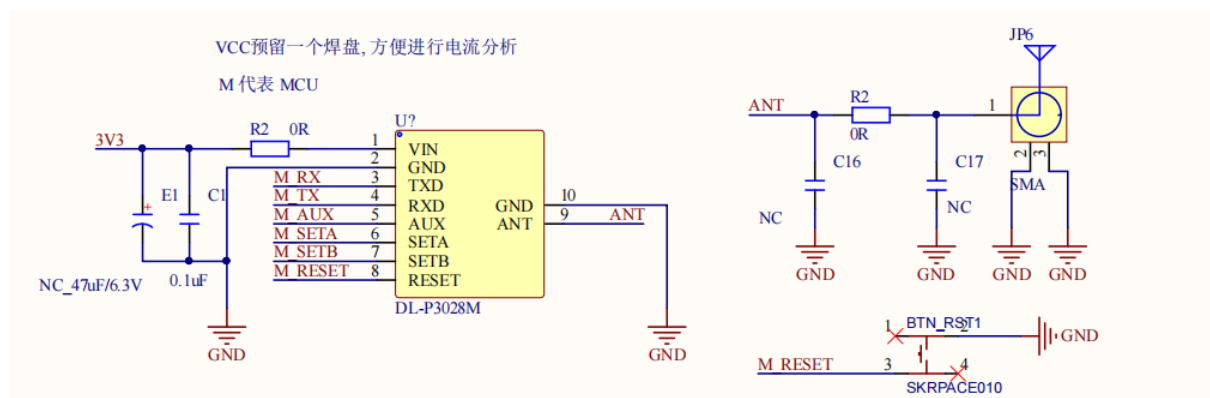 VCC预留一个焊盘,方便进行电流分析
M 代表 MCU
3V3
R2 0R
E1
C1
NC_47uF/6.3V
0.1uF
GND
U?
1 VIN
2 GND
M_RX 3 TXD
M_TX 4 RXD
M_AUX 5 AUX
M_SETA 6 SETA
M_SETB 7 SETB
M_RESET 8 RESET
GND 10
ANT 9 ANT
DL-P3028M
GND
JP6
ANT
R2
0R
1
C16
C17
NC
NC
2
3
SMA
GND
GND
GND
GND
1 BTN_RST1 2
GND
M_RESET 3 4
SKRPACE010